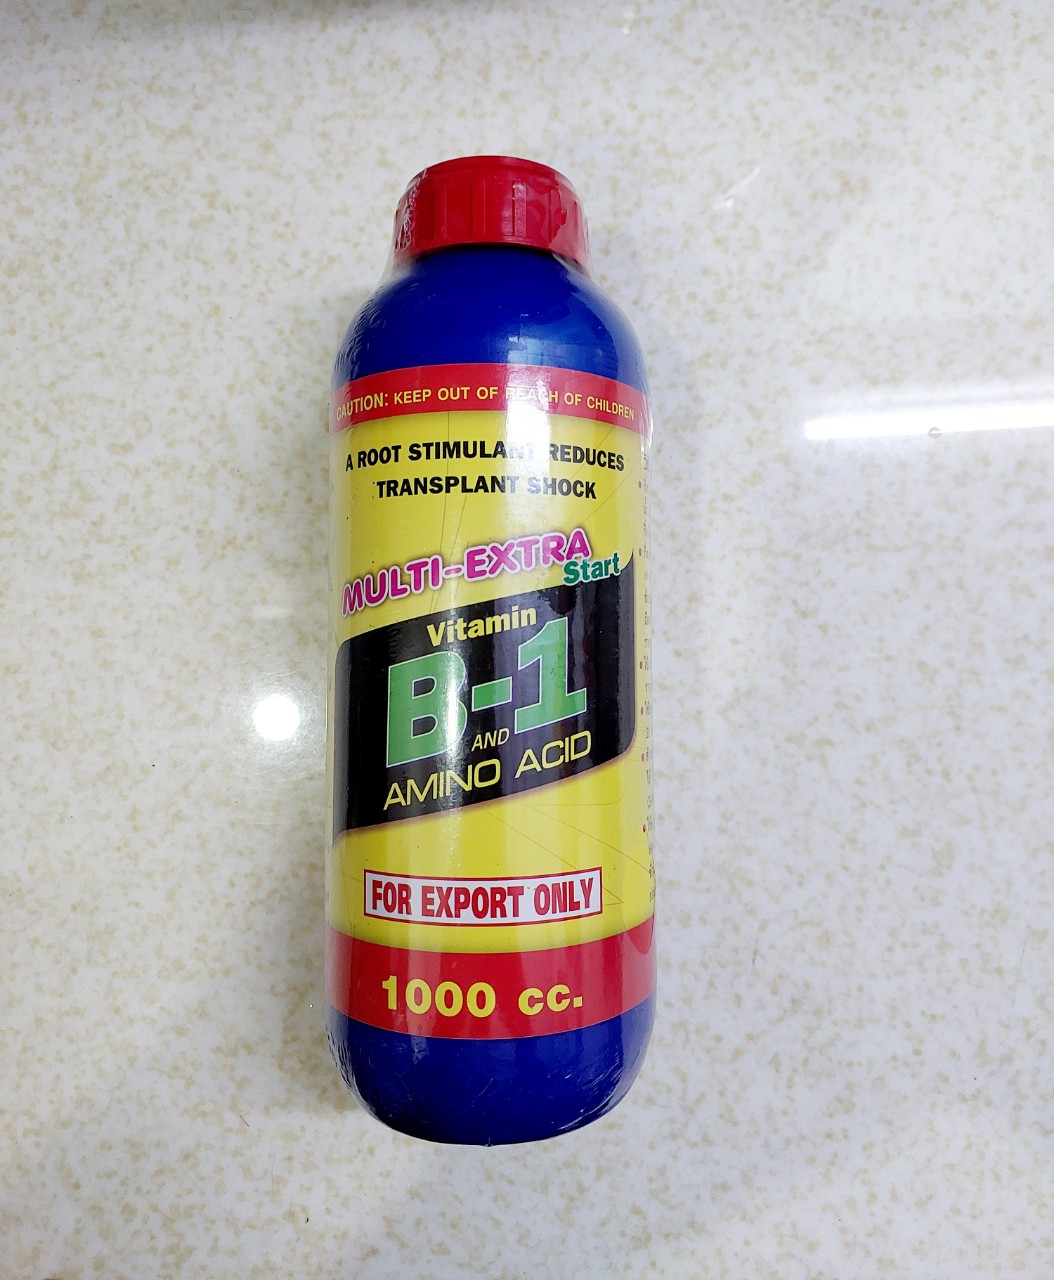 CAUTION: KEEP OUT OF REACH OF CHILDREN
A ROOT STIMULANT REDUCES
TRANSPLANT SHOCK
MULTI-EXTRA
Start
Vitamin
B-1
AND
AMINO ACID
FOR EXPORT ONLY
1000 cc.